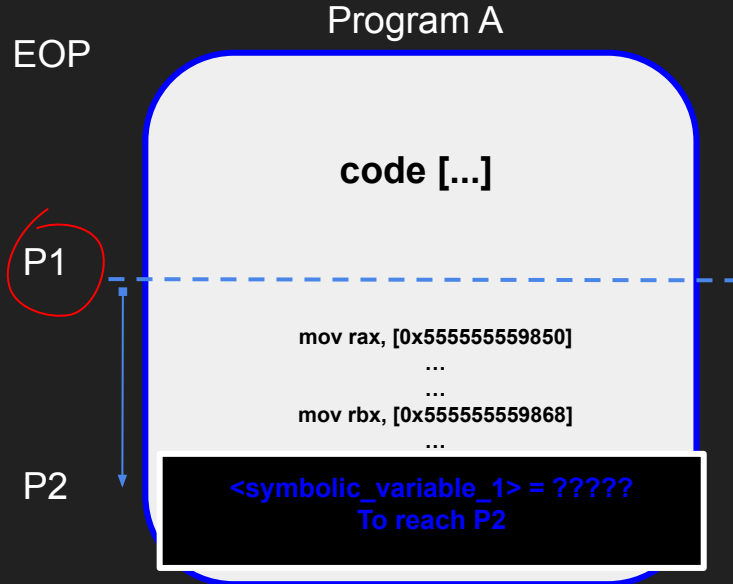 Program A
EOP
code [...]
P1
mov rax, [0x555555559850]
...
...
mov rbx, [0x555555559868]
...
P2
<symbolic_variable_1> = ?????
To reach P2